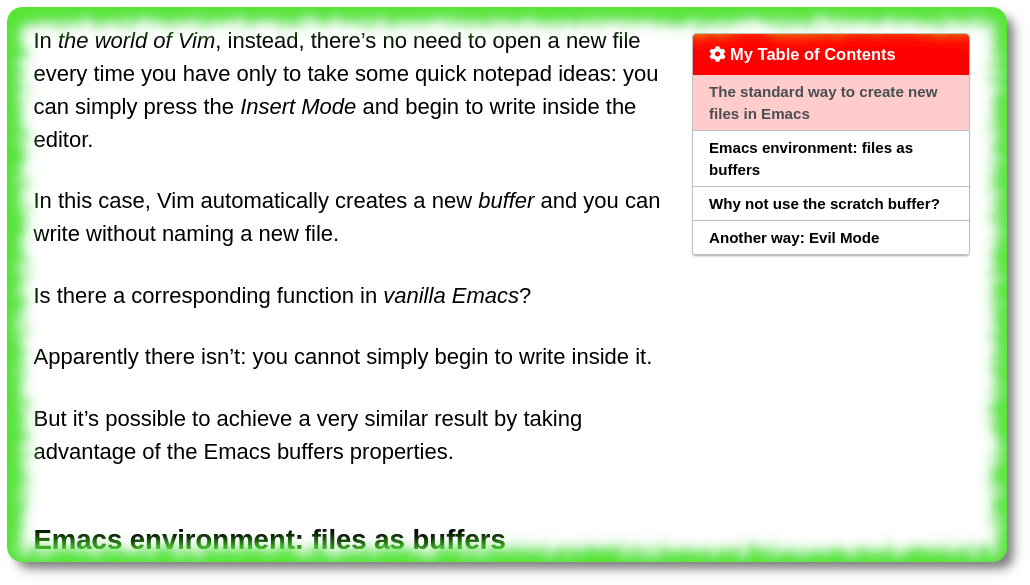 In the world of Vim, instead, there’s no need to open a new file
every time you have only to take some quick notepad ideas: you
can simply press the Insert Mode and begin to write inside the
editor.
In this case, Vim automatically creates a new buffer and you can
write without naming a new file.
Is there a corresponding function in vanilla Emacs?
Apparently there isn’t: you cannot simply begin to write inside it.
But it’s possible to achieve a very similar result by taking
advantage of the Emacs buffers properties.
Emacs environment: files as buffers
My Table of Contents
The standard way to create new
files in Emacs
Emacs environment: files as
buffers
Why not use the scratch buffer?
Another way: Evil Mode